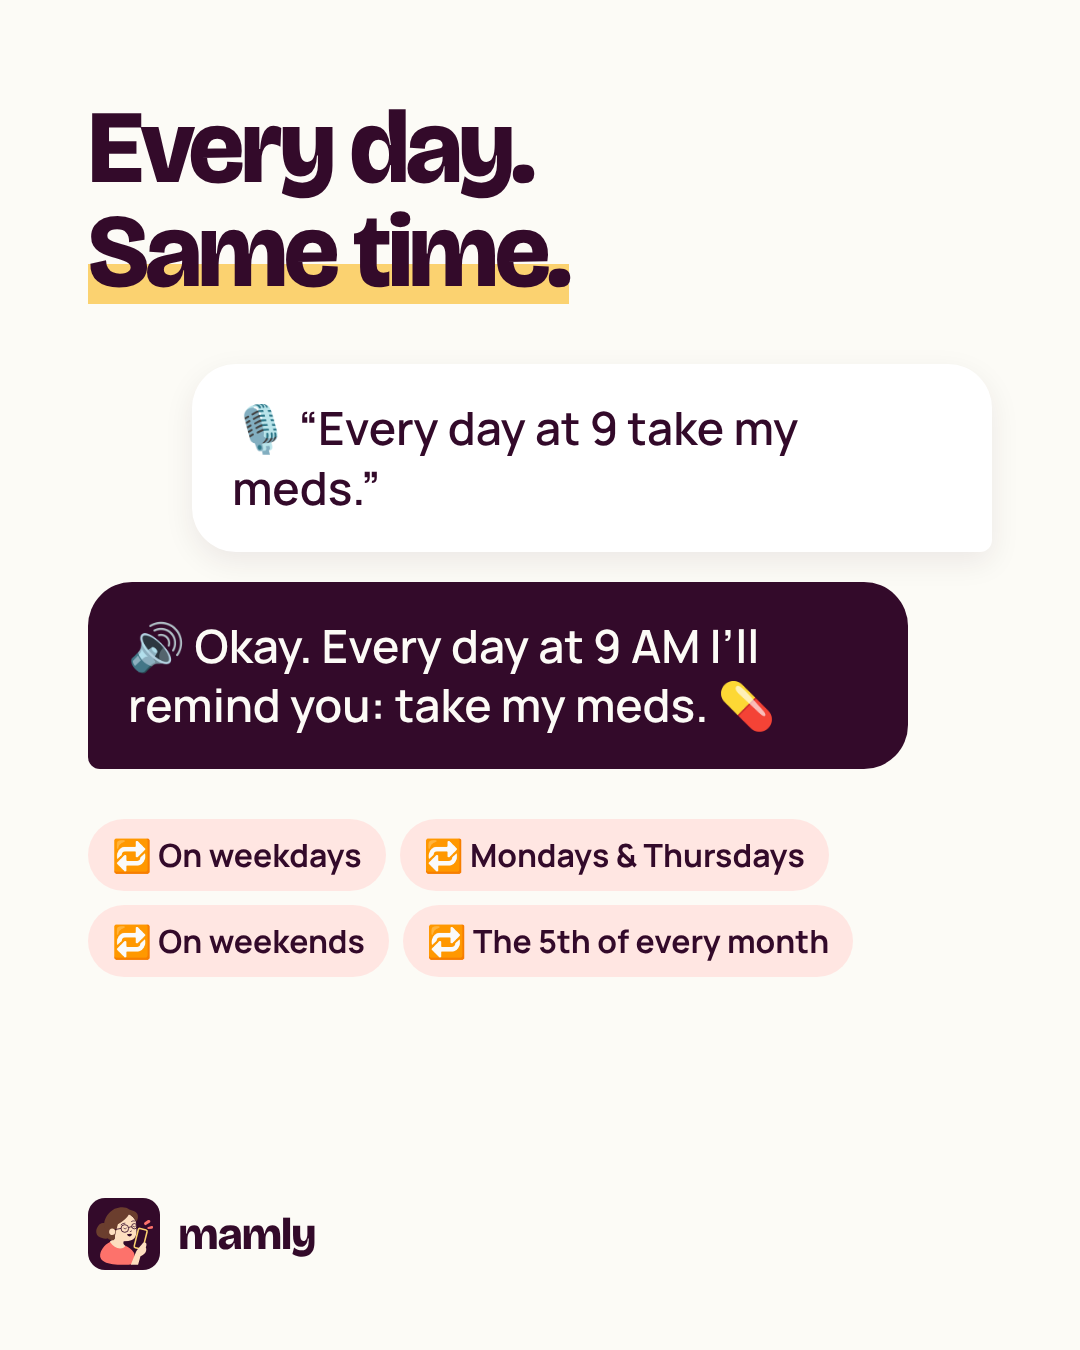 Every day.
Same time.
🎙️ “Every day at 9 take my
meds.”
🔊 Okay. Every day at 9 AM I’ll
remind you: take my meds. 💊
🔁 On weekdays
🔁 Mondays & Thursdays
🔁 On weekends
🔁 The 5th of every month
mamly